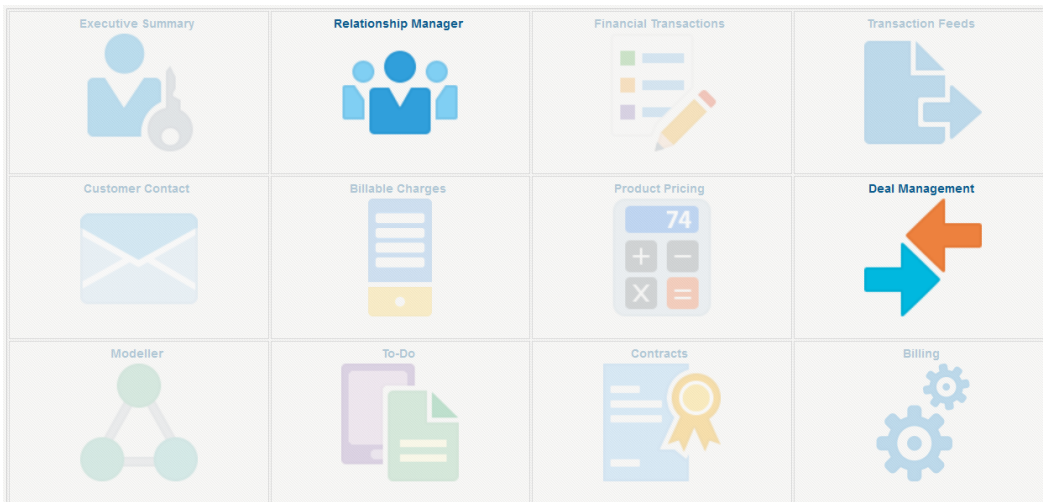 Executive Summary
Relationship Manager
Financial Transactions
Transaction Feeds
Customer Contact
Billable Charges
Product Pricing
74
+ −
X =
Deal Management
Modeller
To-Do
Contracts
Billing